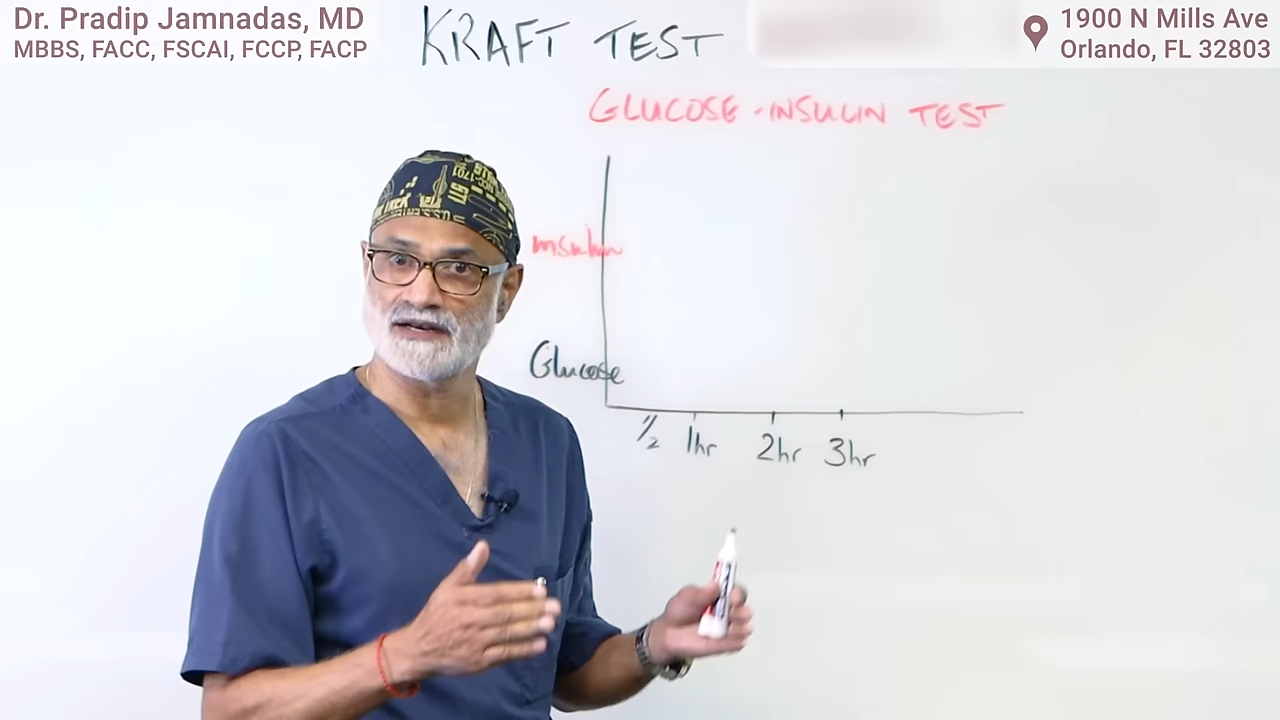 Dr. Pradip Jamnadas, MD
MBBS, FACC, FSCAI, FCCP, FACP
1900 N Mills Ave
Orlando, FL 32803
KRAFT TEST
GLUCOSE-INSULIN TEST
insulin
Glucose
1/2 1hr 2hr 3hr